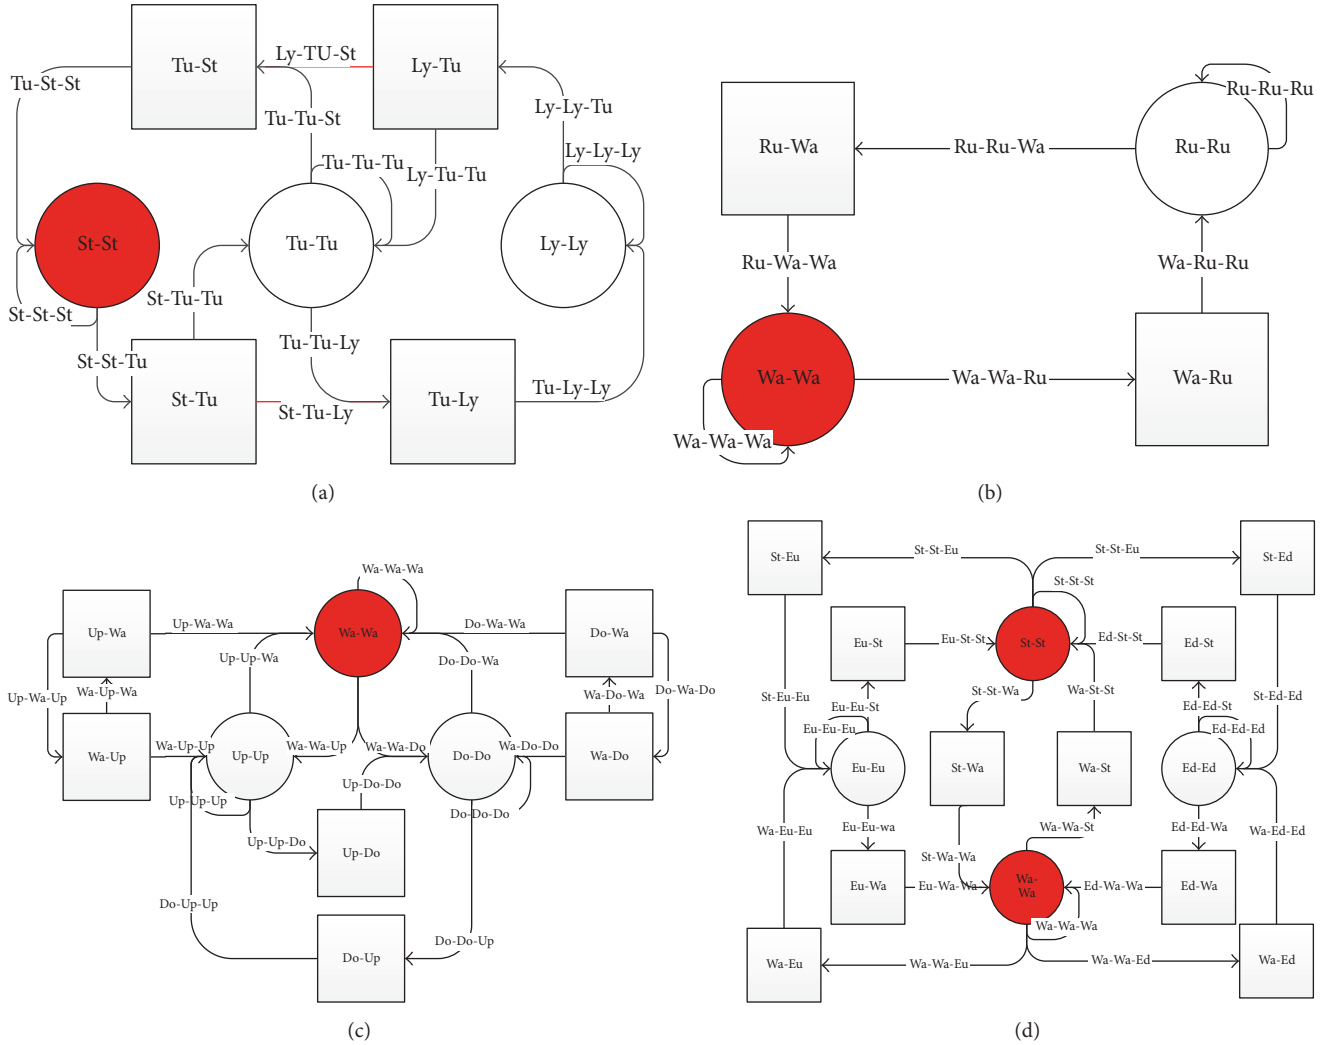 Tu-St
Ly-TU-St
Ly-Tu
Tu-St-St
Tu-Tu-St
Ly-Ly-Tu
Tu-Tu-Tu
Ly-Tu-Tu
Ly-Ly-Ly
St-St
Tu-Tu
Ly-Ly
St-Tu-Tu
St-St-St
Tu-Tu-Ly
St-St-Tu
St-Tu
St-Tu-Ly
Tu-Ly
Tu-Ly-Ly
(a)
Ru-Ru-Ru
Ru-Wa
Ru-Ru-Wa
Ru-Ru
Ru-Wa-Wa
Wa-Ru-Ru
Wa-Wa
Wa-Wa-Ru
Wa-Ru
Wa-Wa-Wa
(b)
Wa-Wa-Wa
Up-Wa
Up-Wa-Wa
Wa-Wa
Do-Wa-Wa
Do-Wa
Up-Up-Wa
Do-Do-Wa
Up-Wa-Up
Wa-Up-Wa
Wa-Do-Wa
Do-Wa-Do
Wa-Up
Wa-Up-Up
Up-Up
Wa-Wa-Up
Wa-Wa-Do
Do-Do
Wa-Do-Do
Wa-Do
Up-Do-Do
Up-Up-Up
Do-Do-Do
Up-Up-Do
Up-Do
Do-Up-Up
Do-Do-Up
Do-Up
(c)
St-Eu
St-St-Eu
St-St-Eu
St-Ed
St-St-St
Eu-St
Eu-St-St
St-St
Ed-St-St
Ed-St
St-Eu-Eu
St-St-Wa
Wa-St-St
St-Ed-Ed
Eu-Eu-St
Ed-Ed-St
Eu-Eu-Eu
Ed-Ed-Ed
Eu-Eu
St-Wa
Wa-St
Ed-Ed
Wa-Eu-Eu
Eu-Eu-wa
Wa-Wa-St
Ed-Ed-Wa
Wa-Ed-Ed
St-Wa-Wa
Eu-Wa
Eu-Wa-Wa
Wa-
Wa
Ed-Wa-Wa
Ed-Wa
Wa-Wa-Wa
Wa-Eu
Wa-Wa-Eu
Wa-Wa-Ed
Wa-Ed
(d)